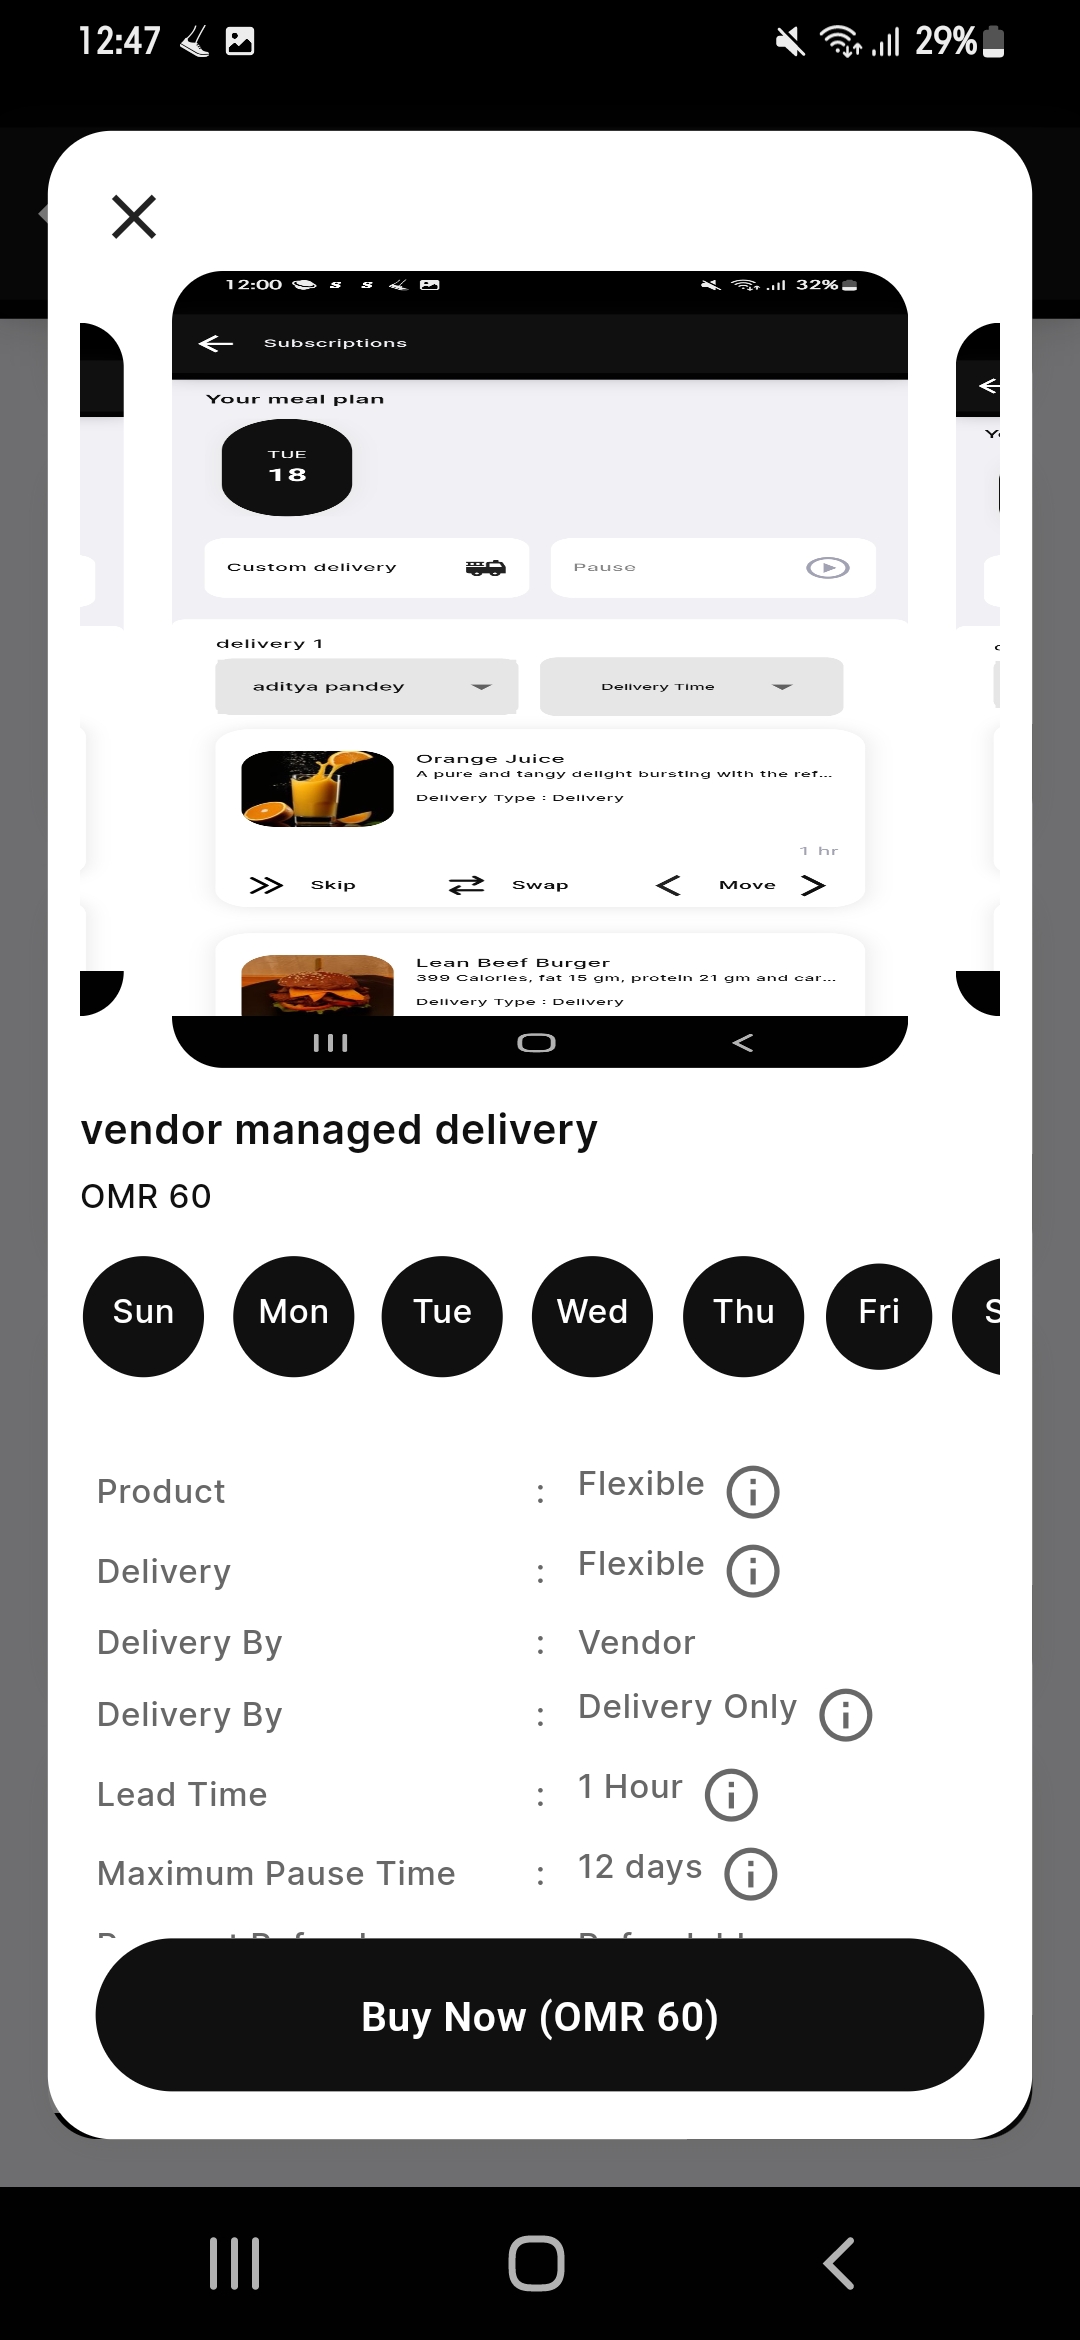 12:47 29%
12:00 32%
Subscriptions
Your meal plan
TUE
18
Custom delivery Pause
delivery 1
aditya pandey Delivery Time
Orange Juice
A pure and tangy delight bursting with the ref...
Delivery Type : Delivery
1 hr
Skip Swap Move
Lean Beef Burger
399 Calories, fat 15 gm, protein 21 gm and car...
Delivery Type : Delivery
vendor managed delivery
OMR 60
Sun Mon Tue Wed Thu Fri S
Product : Flexible
Delivery : Flexible
Delivery By : Vendor
Delivery By : Delivery Only
Lead Time : 1 Hour
Maximum Pause Time : 12 days
Buy Now (OMR 60)